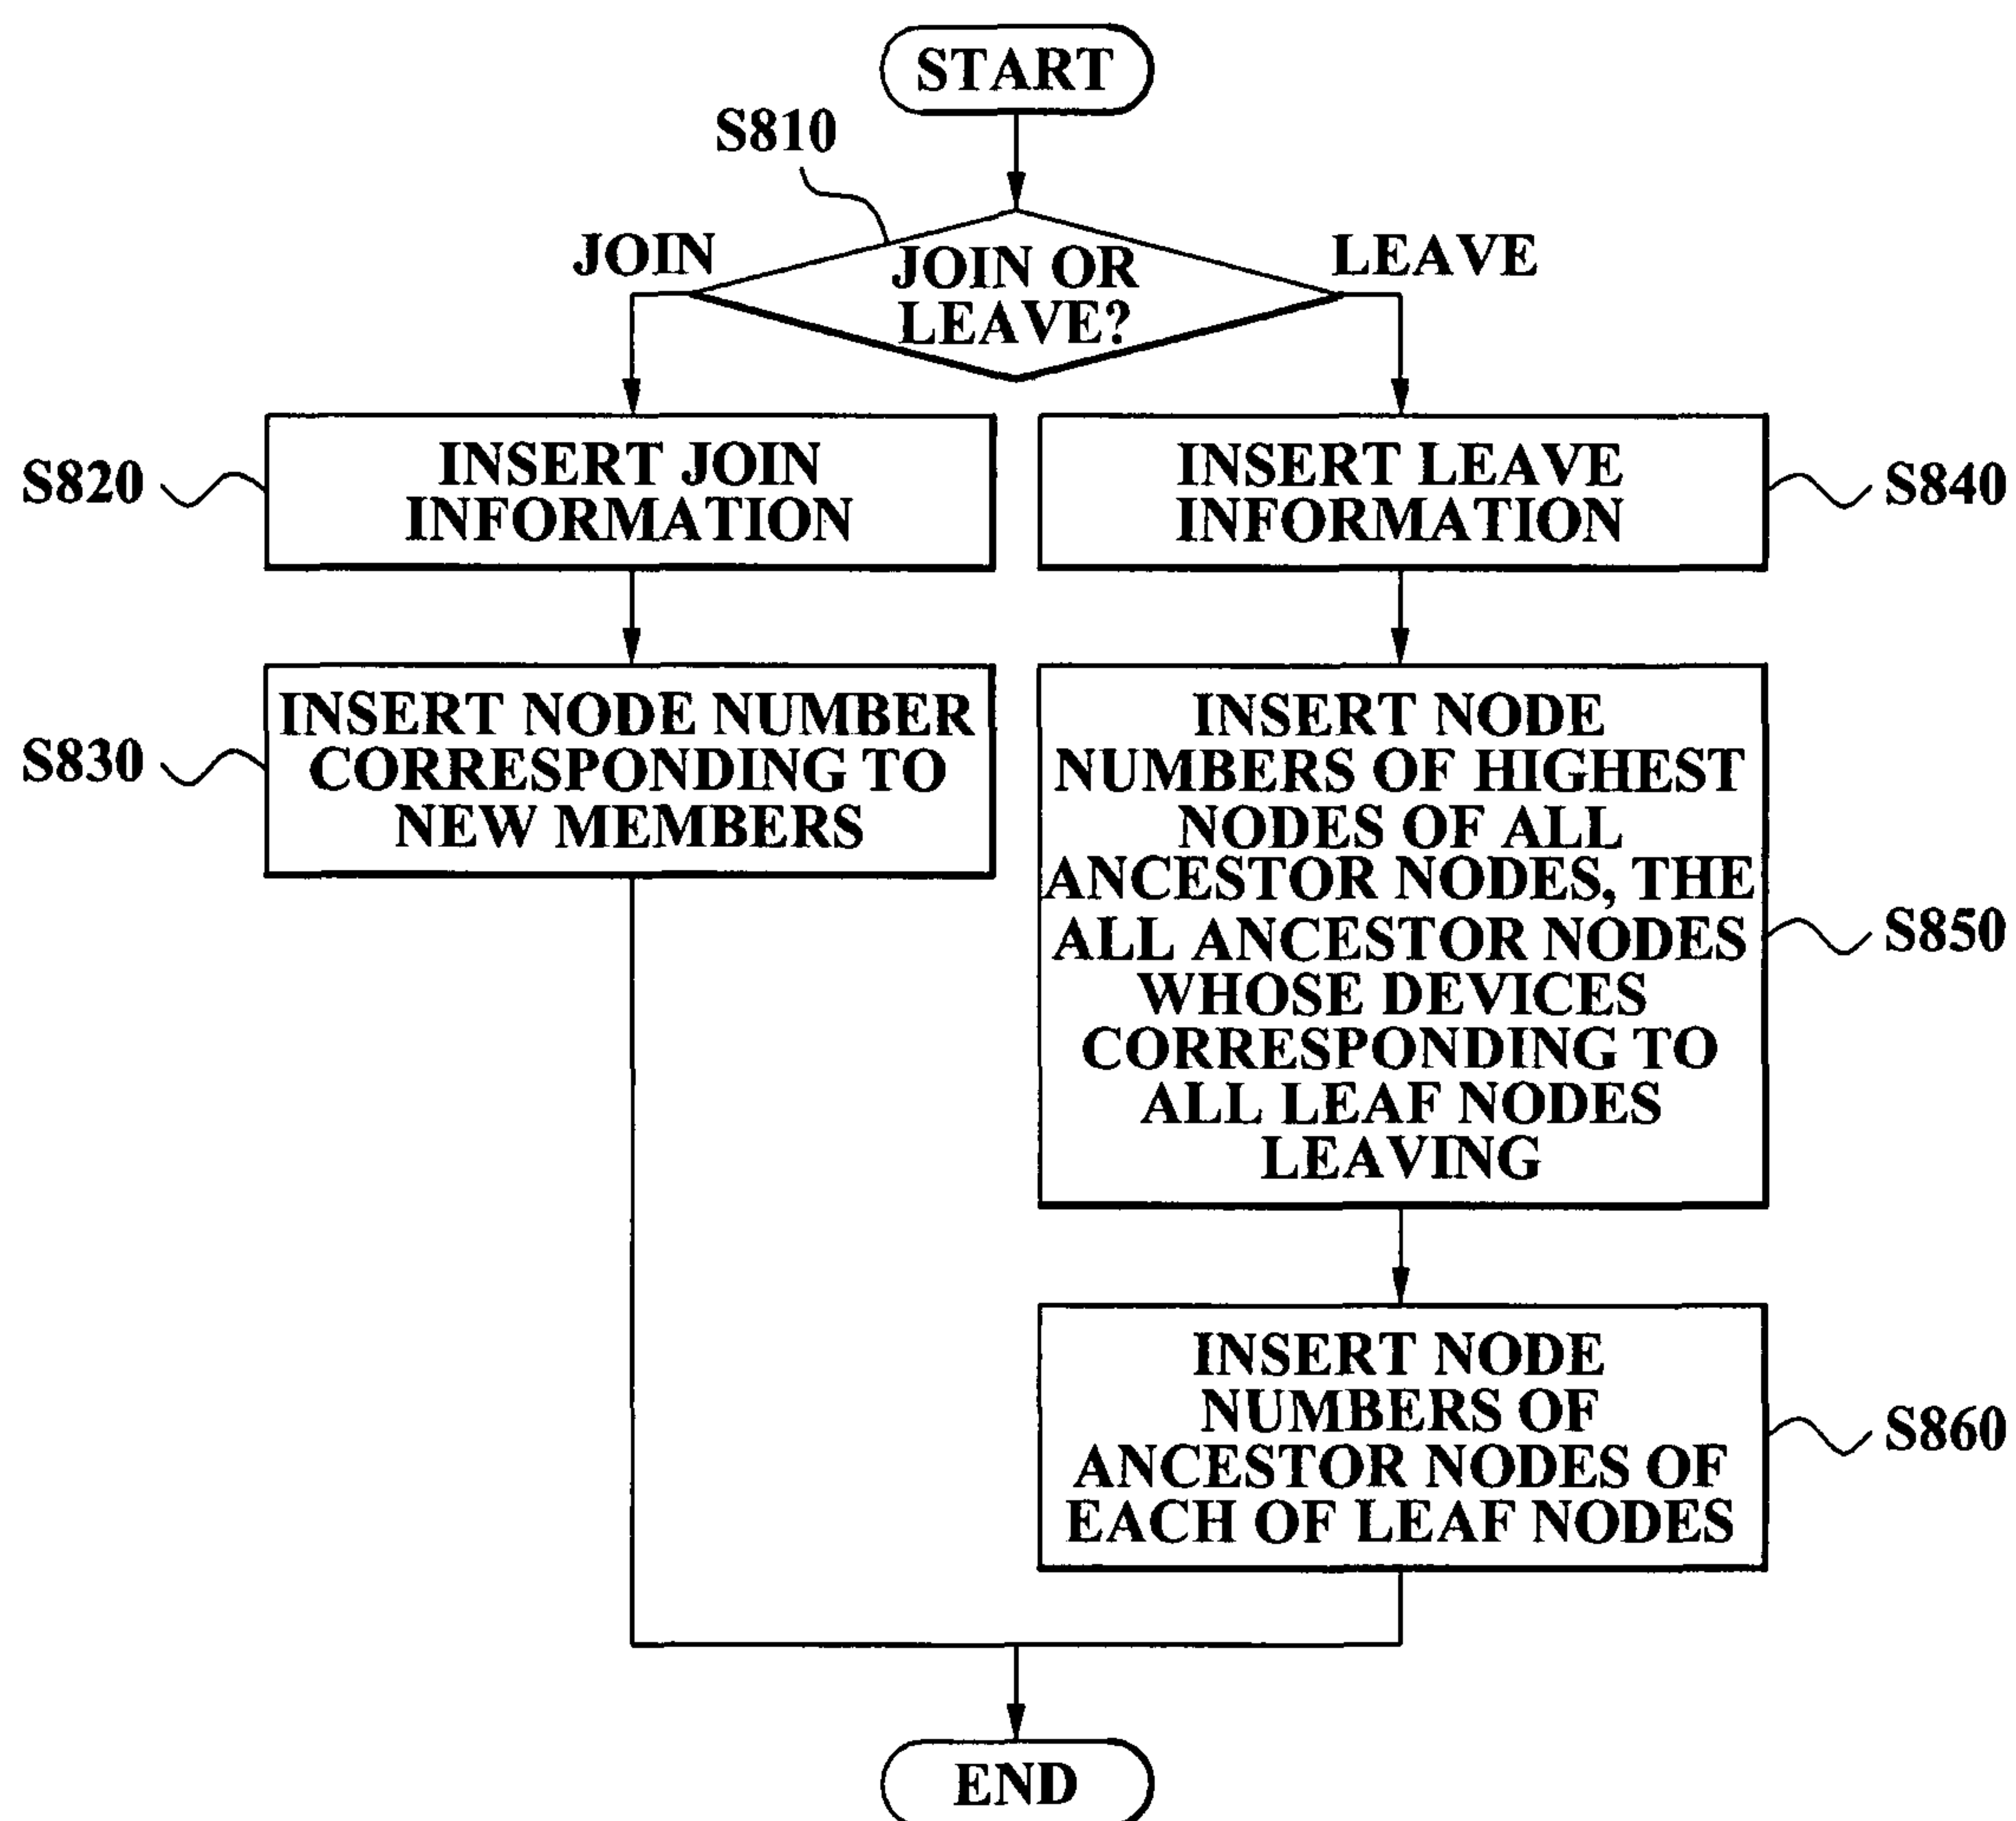 START
S810
JOIN
JOIN OR
LEAVE?
LEAVE
S820
INSERT JOIN
INFORMATION
INSERT LEAVE
INFORMATION
S840
S830
INSERT NODE NUMBER
CORRESPONDING TO
NEW MEMBERS
INSERT NODE
NUMBERS OF HIGHEST
NODES OF ALL
ANCESTOR NODES, THE
ALL ANCESTOR NODES
WHOSE DEVICES
CORRESPONDING TO
ALL LEAF NODES
LEAVING
S850
INSERT NODE
NUMBERS OF
ANCESTOR NODES OF
EACH OF LEAF NODES
S860
END